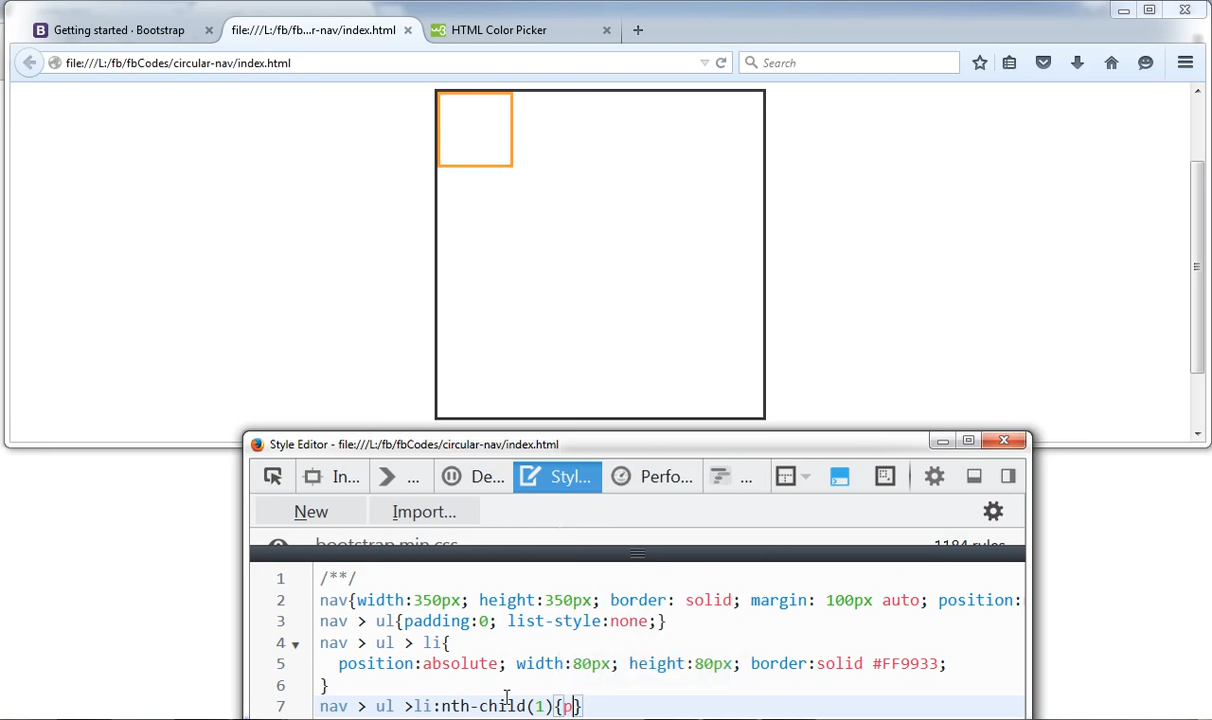 Getting started · Bootstrap
file:///L:/fb/fb...r-nav/index.html
HTML Color Picker
file:///L:/fb/fbCodes/circular-nav/index.html
Search
Style Editor - file:///L:/fb/fbCodes/circular-nav/index.html
In...
...
De...
Styl...
Perfo...
...
New
Import...
bootstrap.min.css
1184 rules
1 /**/
2 nav{width:350px; height:350px; border: solid; margin: 100px auto; position:
3 nav > ul{padding:0; list-style:none;}
4 nav > ul > li{
5 position:absolute; width:80px; height:80px; border:solid #FF9933;
6 }
7 nav > ul >li:nth-child(1){p}